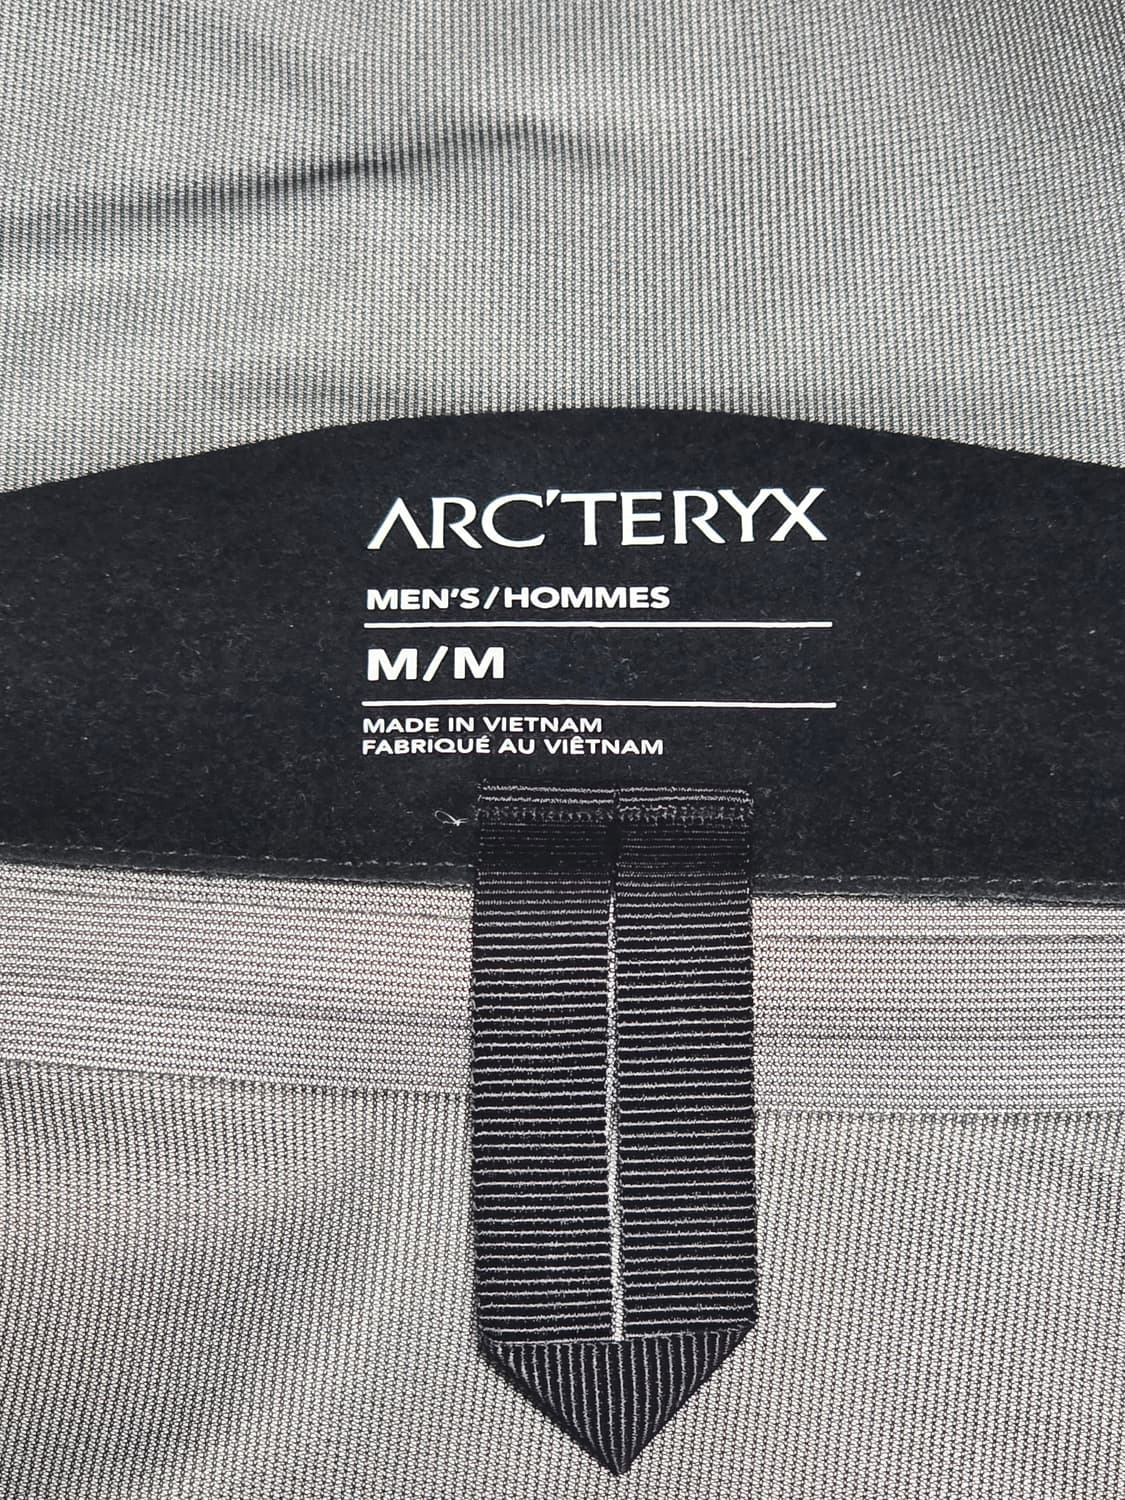 ARC'TERYX
MEN'S/HOMMES
M/M
MADE IN VIETNAM
FABRIQUÉ AU VIÊTNAM